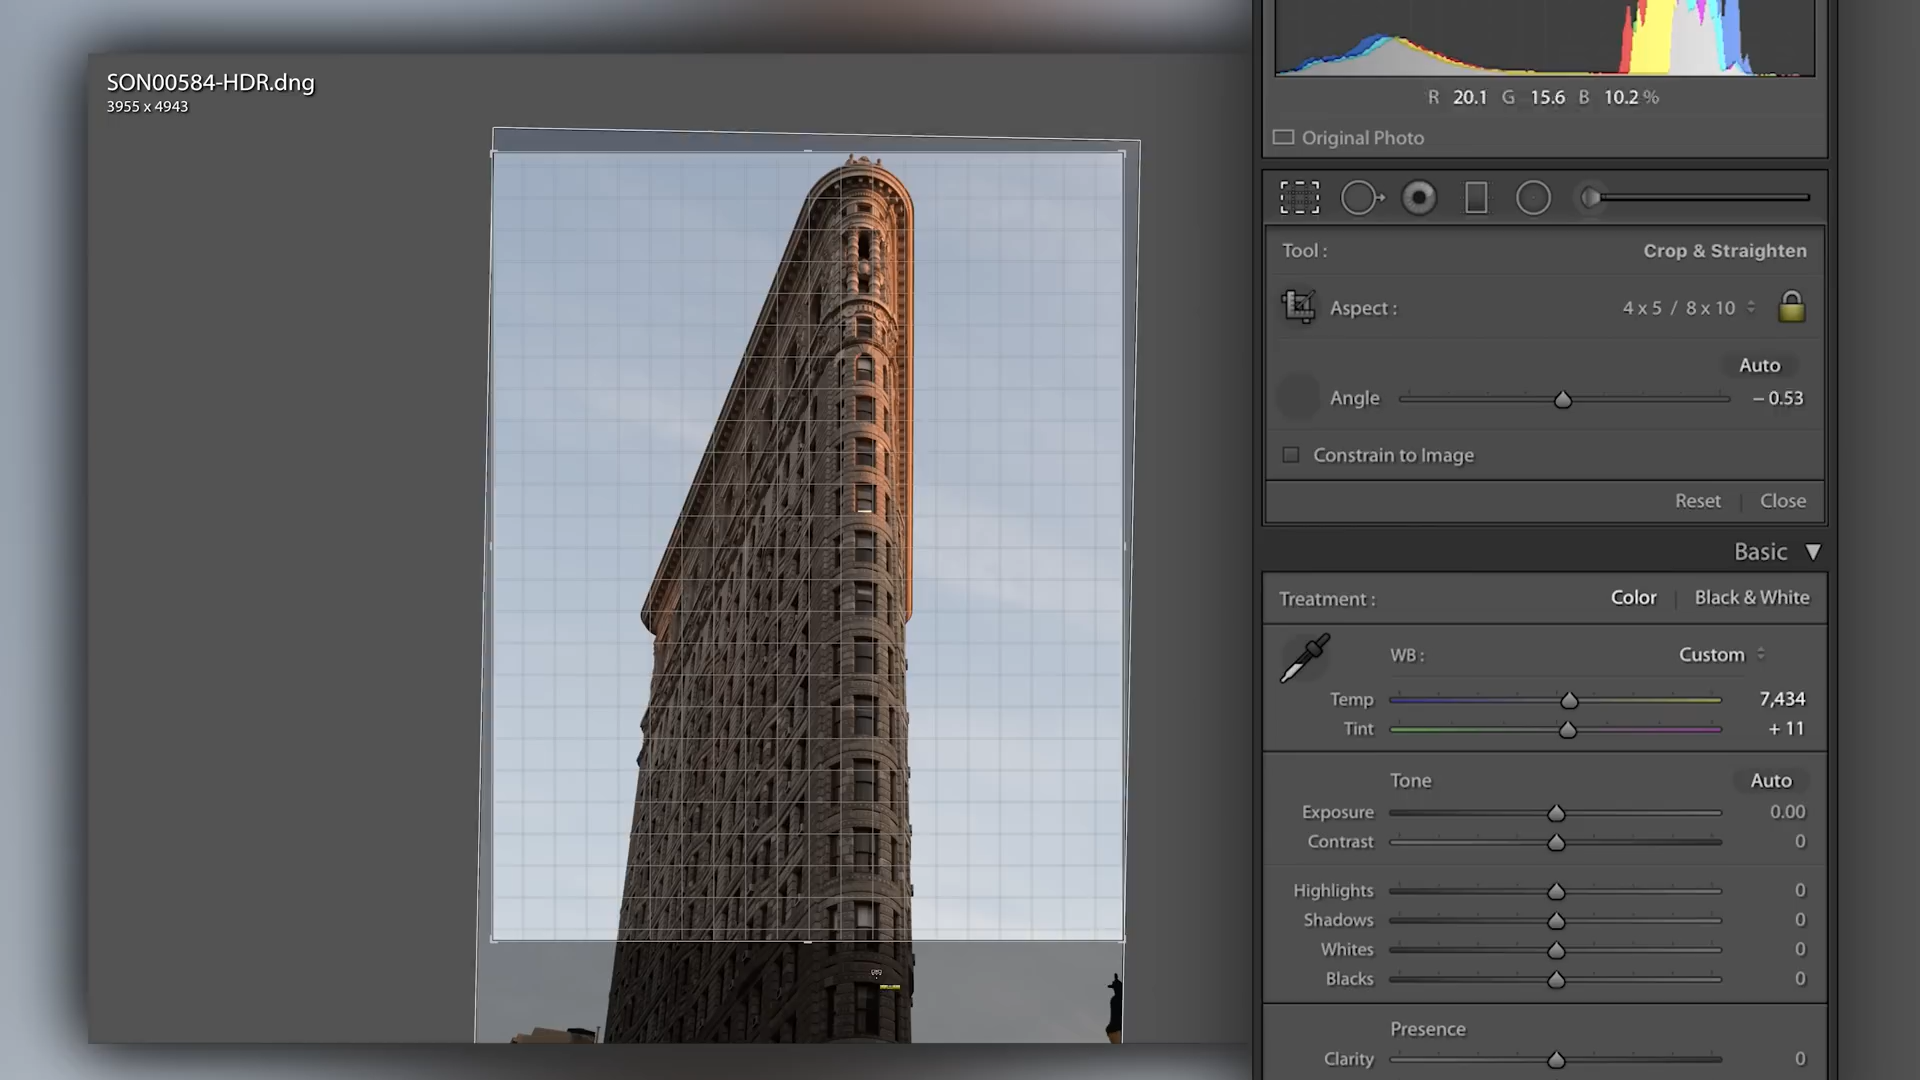 SON00584-HDR.dng
3955 x 4943
R 20.1 G 15.6 B 10.2 %
Original Photo
Tool : Crop & Straighten
Aspect : 4 x 5 / 8 x 10
Auto
Angle – 0.53
Constrain to Image
Reset | Close
Basic
Treatment : Color | Black & White
WB : Custom
Temp 7,434
Tint + 11
Tone Auto
Exposure 0.00
Contrast 0
Highlights 0
Shadows 0
Whites 0
Blacks 0
Presence
Clarity 0